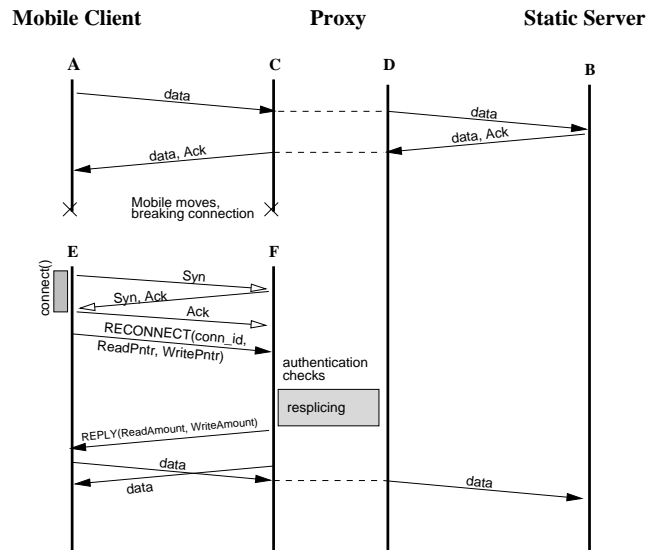 Mobile Client Proxy Static Server
A C D B
data
data
data, Ack
data, Ack
Mobile moves,
breaking connection
E F
connect()
Syn
Syn, Ack
Ack
RECONNECT(conn_id,
ReadPntr, WritePntr)
authentication
checks
resplicing
REPLY(ReadAmount, WriteAmount)
data
data
data